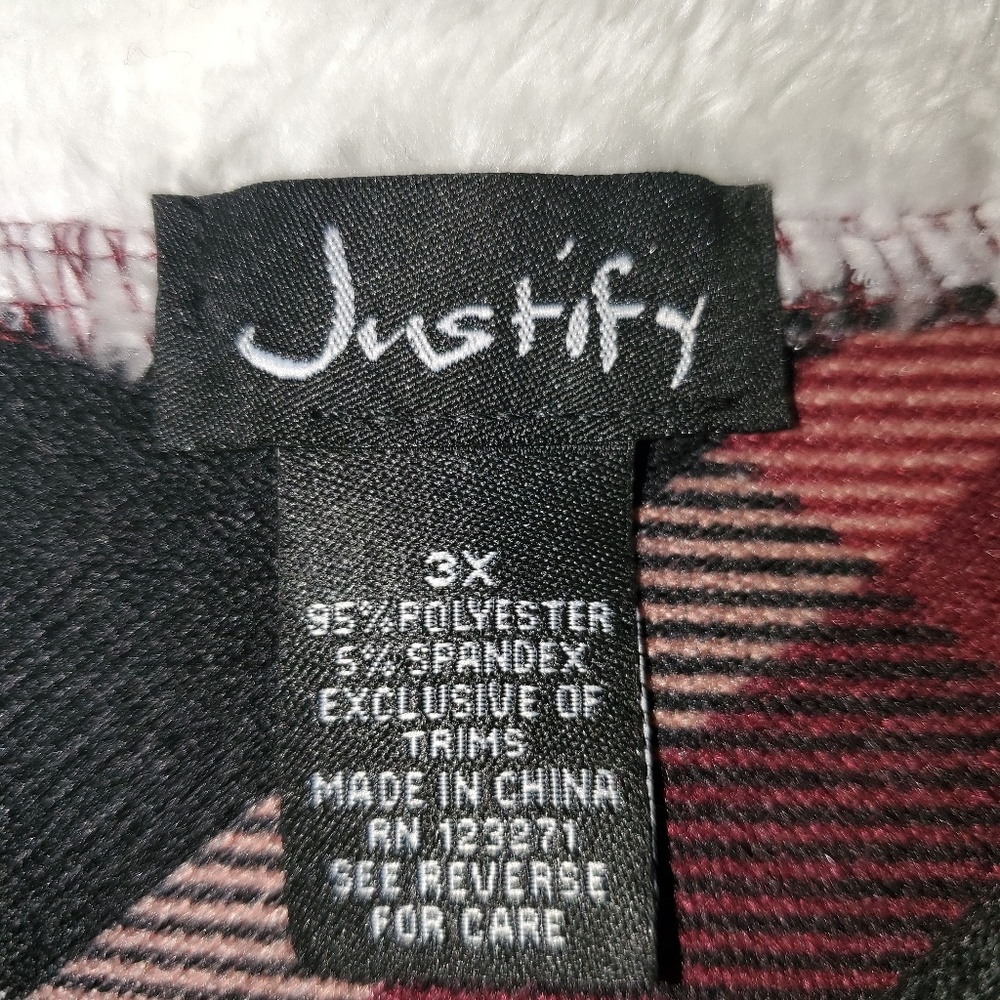 Justify
3X
95% POLYESTER
5% SPANDEX
EXCLUSIVE OF
TRIMS
MADE IN CHINA
RN 123271
SEE REVERSE
FOR CARE